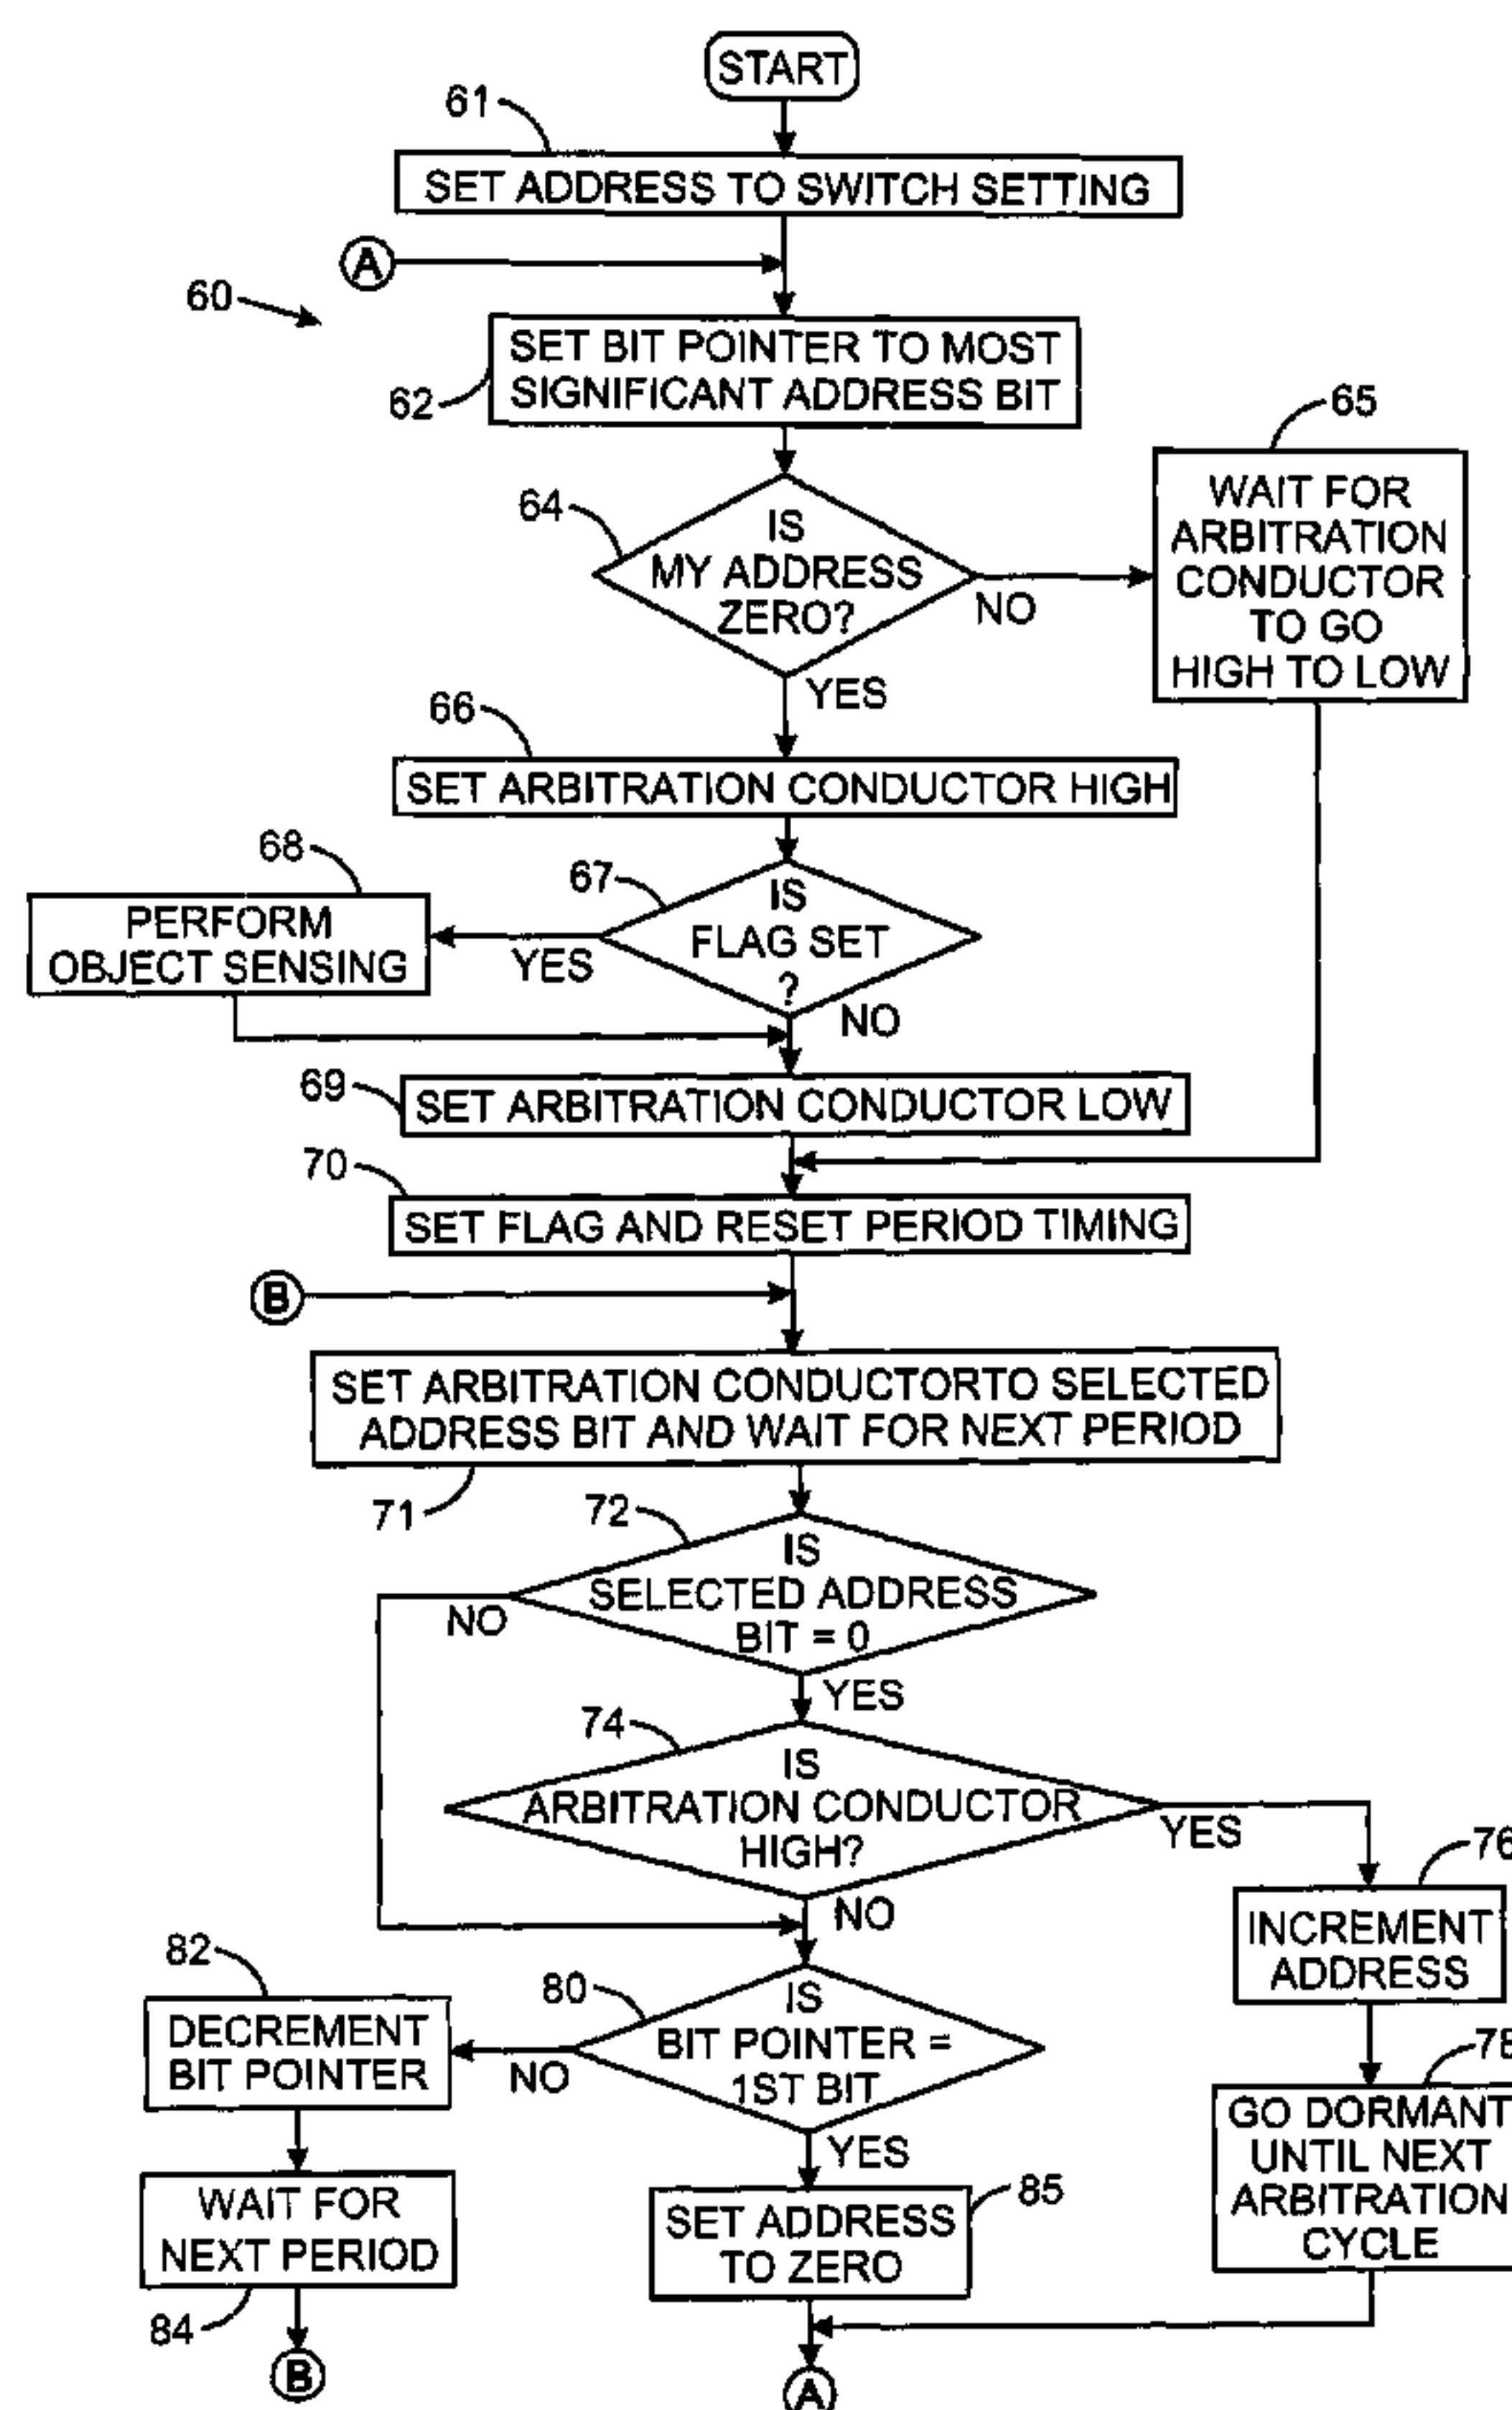 START
61
SET ADDRESS TO SWITCH SETTING
A
60
SET BIT POINTER TO MOST
SIGNIFICANT ADDRESS BIT
62
65
WAIT FOR
ARBITRATION
CONDUCTOR
TO GO
HIGH TO LOW
64
IS
MY ADDRESS
ZERO?
NO
YES
66
SET ARBITRATION CONDUCTOR HIGH
68
PERFORM
OBJECT SENSING
67
IS
FLAG SET
?
YES
NO
69
SET ARBITRATION CONDUCTOR LOW
70
SET FLAG AND RESET PERIOD TIMING
B
SET ARBITRATION CONDUCTORTO SELECTED
ADDRESS BIT AND WAIT FOR NEXT PERIOD
71
72
IS
SELECTED ADDRESS
BIT = 0
NO
YES
74
IS
ARBITRATION CONDUCTOR
HIGH?
YES
NO
76
INCREMENT
ADDRESS
78
GO DORMANT
UNTIL NEXT
ARBITRATION
CYCLE
80
IS
BIT POINTER =
1ST BIT
NO
YES
82
DECREMENT
BIT POINTER
WAIT FOR
NEXT PERIOD
84
B
85
SET ADDRESS
TO ZERO
A